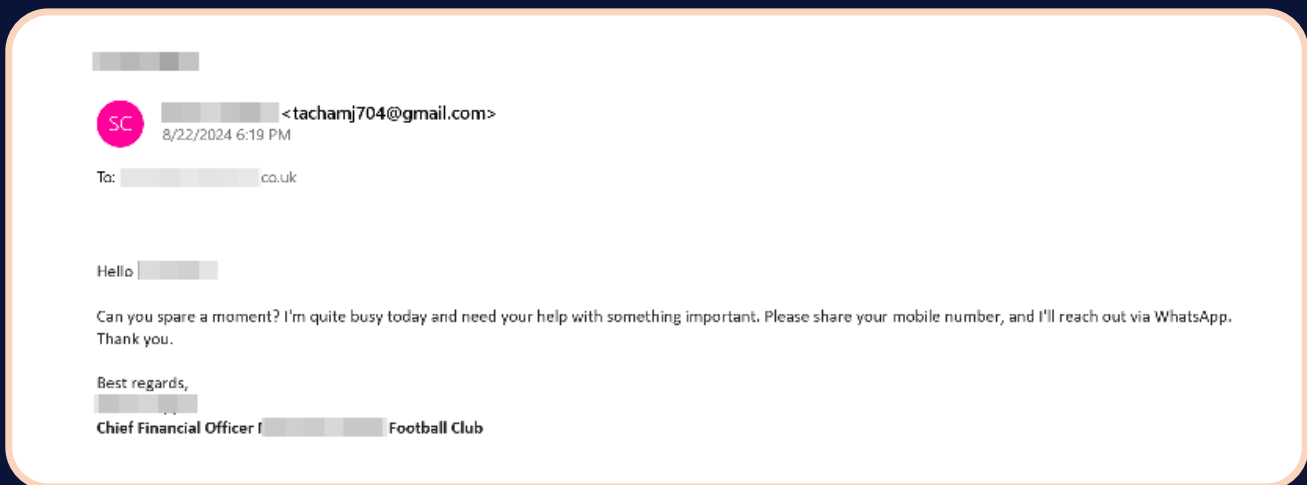 SC
<tachamj704@gmail.com>
8/22/2024 6:19 PM
To: co.uk
Hello
Can you spare a moment? I'm quite busy today and need your help with something important. Please share your mobile number, and I'll reach out via WhatsApp.
Thank you.
Best regards,
Chief Financial Officer Football Club